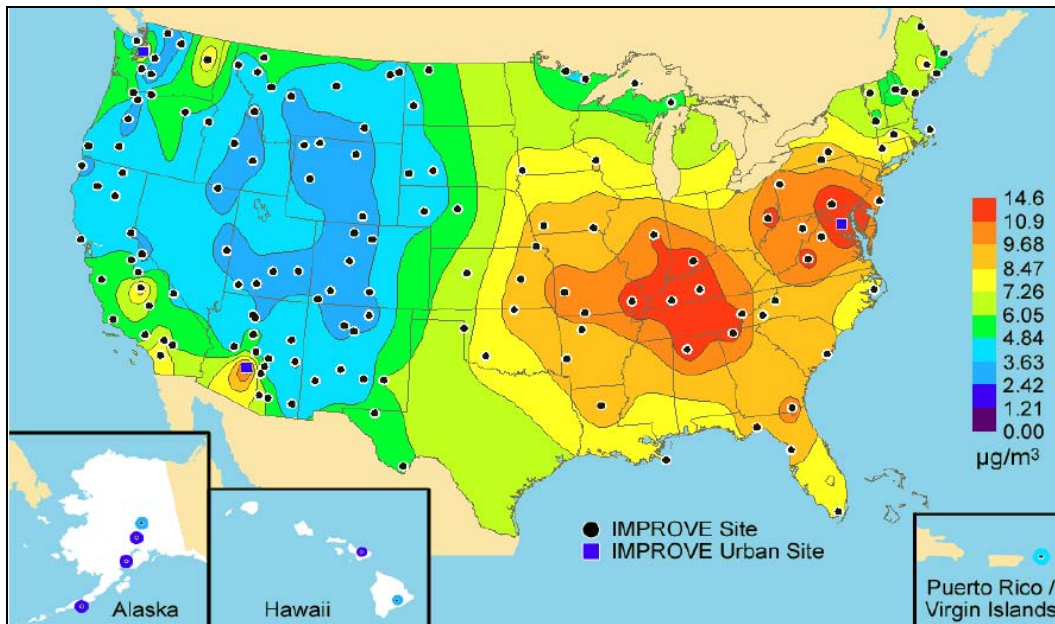 14.6
10.9
9.68
8.47
7.26
6.05
4.84
3.63
2.42
1.21
0.00
µg/m³
IMPROVE Site
IMPROVE Urban Site
Alaska
Hawaii
Puerto Rico /
Virgin Islands